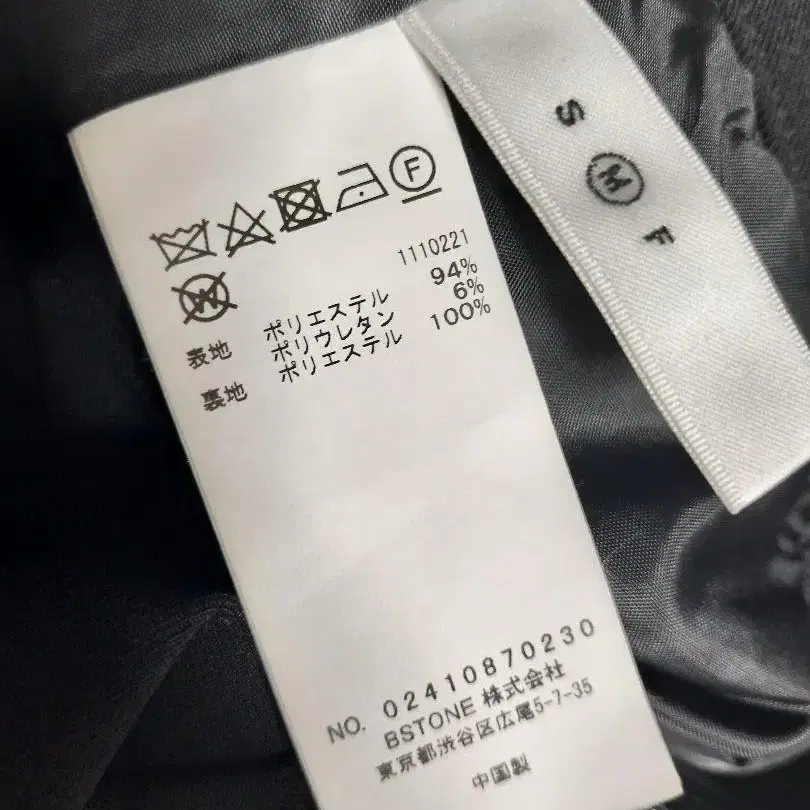 F
W
1110221
表地 ポリエステル 94%
ポリウレタン 6%
裏地 ポリエステル 100%
NO. 02410870230
BSTONE 株式会社
東京都渋谷区広尾5-7-35
中国製
S M F